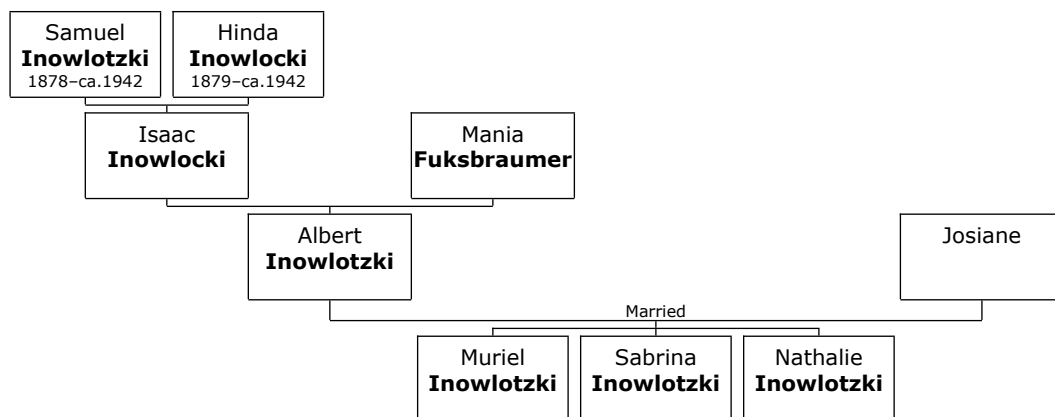 Samuel
Inowlotzki
1878–ca.1942
Hinda
Inowlocki
1879–ca.1942
Isaac
Inowlocki
Mania
Fuksbraumer
Albert
Inowlotzki
Josiane
Married
Muriel
Inowlotzki
Sabrina
Inowlotzki
Nathalie
Inowlotzki